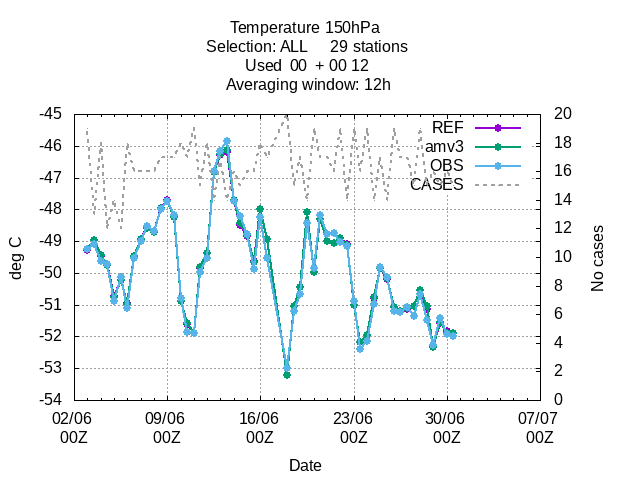 Temperature 150hPa
Selection: ALL 29 stations
Used 00 + 00 12
Averaging window: 12h
-45 20
REF
-46 18
amv3
OBS
-47 16
CASES
-48 14
-49 12
deg C
No cases
-50 10
8
-51
6
-52 4
-53 2
-54 0
02/06 09/06 16/06 23/06 30/06 07/07
00Z 00Z 00Z 00Z 00Z 00Z
Date